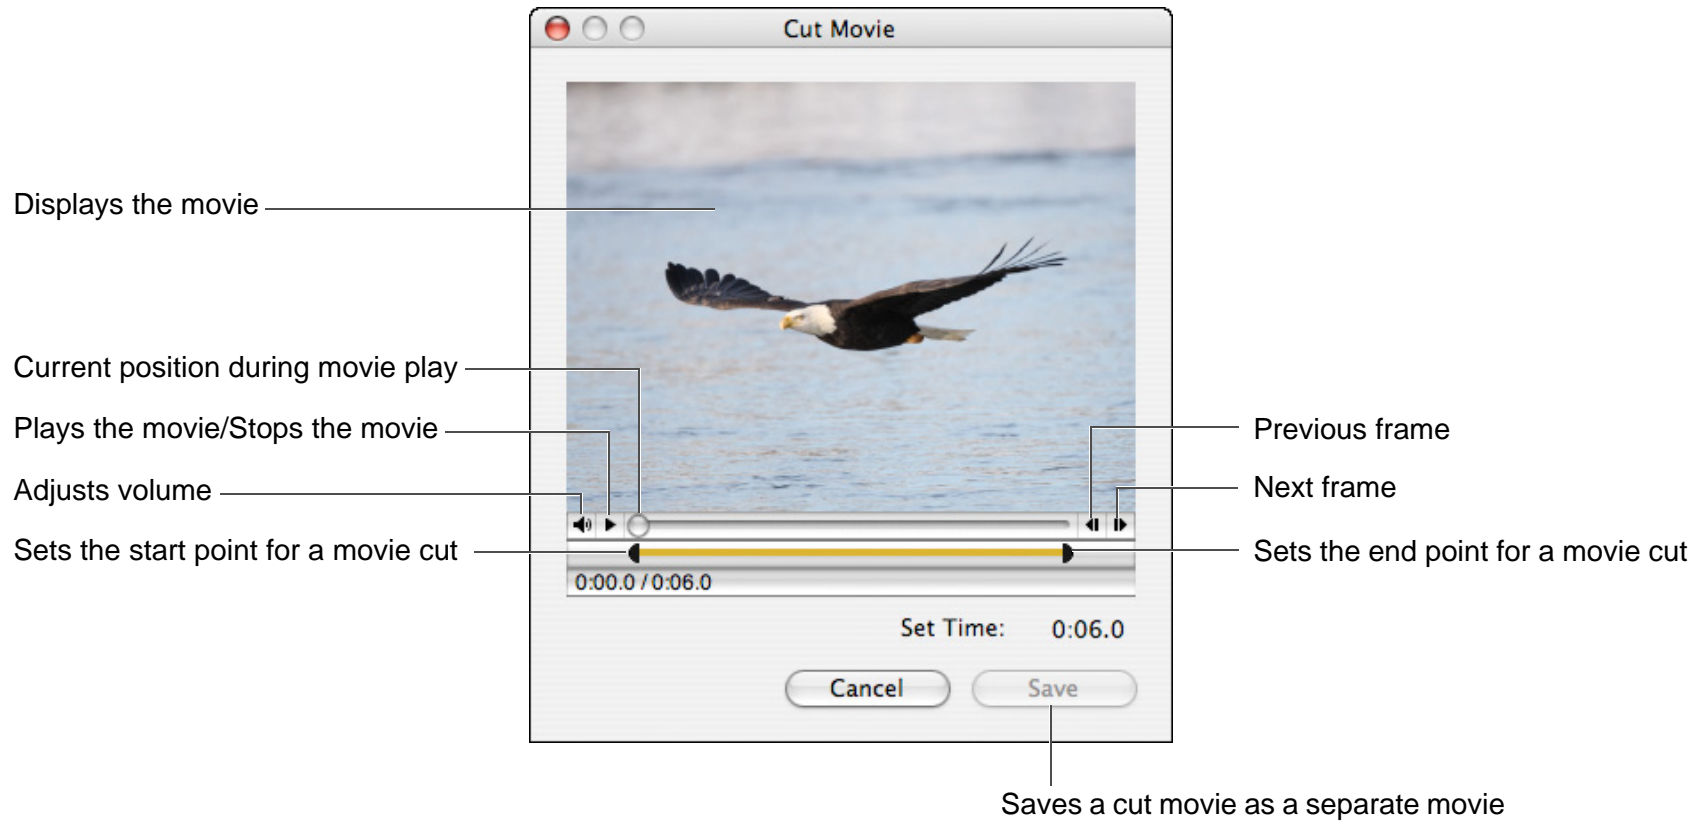 Cut Movie
Displays the movie
Current position during movie play
Plays the movie/Stops the movie
Previous frame
Adjusts volume
Next frame
Sets the start point for a movie cut
Sets the end point for a movie cut
0:00.0 / 0:06.0
Set Time: 0:06.0
Cancel
Save
Saves a cut movie as a separate movie